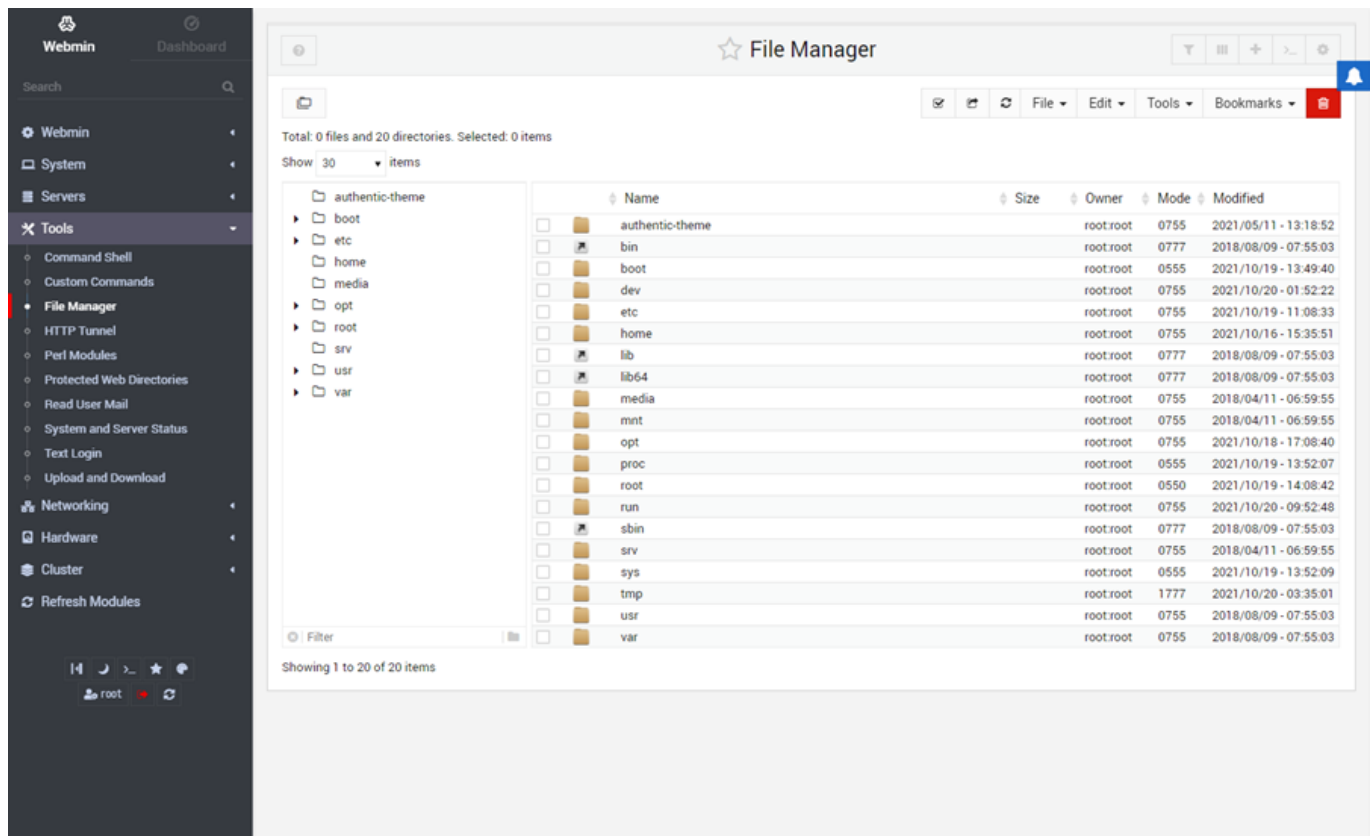 Webmin Dashboard
Search
Webmin
System
Servers
Tools
Command Shell
Custom Commands
File Manager
HTTP Tunnel
Perl Modules
Protected Web Directories
Read User Mail
System and Server Status
Text Login
Upload and Download
Networking
Hardware
Cluster
Refresh Modules
root
File Manager
File Edit Tools Bookmarks
Total: 0 files and 20 directories. Selected: 0 items
Show 30 items
authentic-theme
boot
etc
home
media
opt
root
srv
usr
var
Filter
Name Size Owner Mode Modified
authentic-theme root:root 0755 2021/05/11 - 13:18:52
bin root:root 0777 2018/08/09 - 07:55:03
boot root:root 0555 2021/10/19 - 13:49:40
dev root:root 0755 2021/10/20 - 01:52:22
etc root:root 0755 2021/10/19 - 11:08:33
home root:root 0755 2021/10/16 - 15:35:51
lib root:root 0777 2018/08/09 - 07:55:03
lib64 root:root 0777 2018/08/09 - 07:55:03
media root:root 0755 2018/04/11 - 06:59:55
mnt root:root 0755 2018/04/11 - 06:59:55
opt root:root 0755 2021/10/18 - 17:08:40
proc root:root 0555 2021/10/19 - 13:52:07
root root:root 0550 2021/10/19 - 14:08:42
run root:root 0755 2021/10/20 - 09:52:48
sbin root:root 0777 2018/08/09 - 07:55:03
srv root:root 0755 2018/04/11 - 06:59:55
sys root:root 0555 2021/10/19 - 13:52:09
tmp root:root 1777 2021/10/20 - 03:35:01
usr root:root 0755 2018/08/09 - 07:55:03
var root:root 0755 2018/08/09 - 07:55:03
Showing 1 to 20 of 20 items